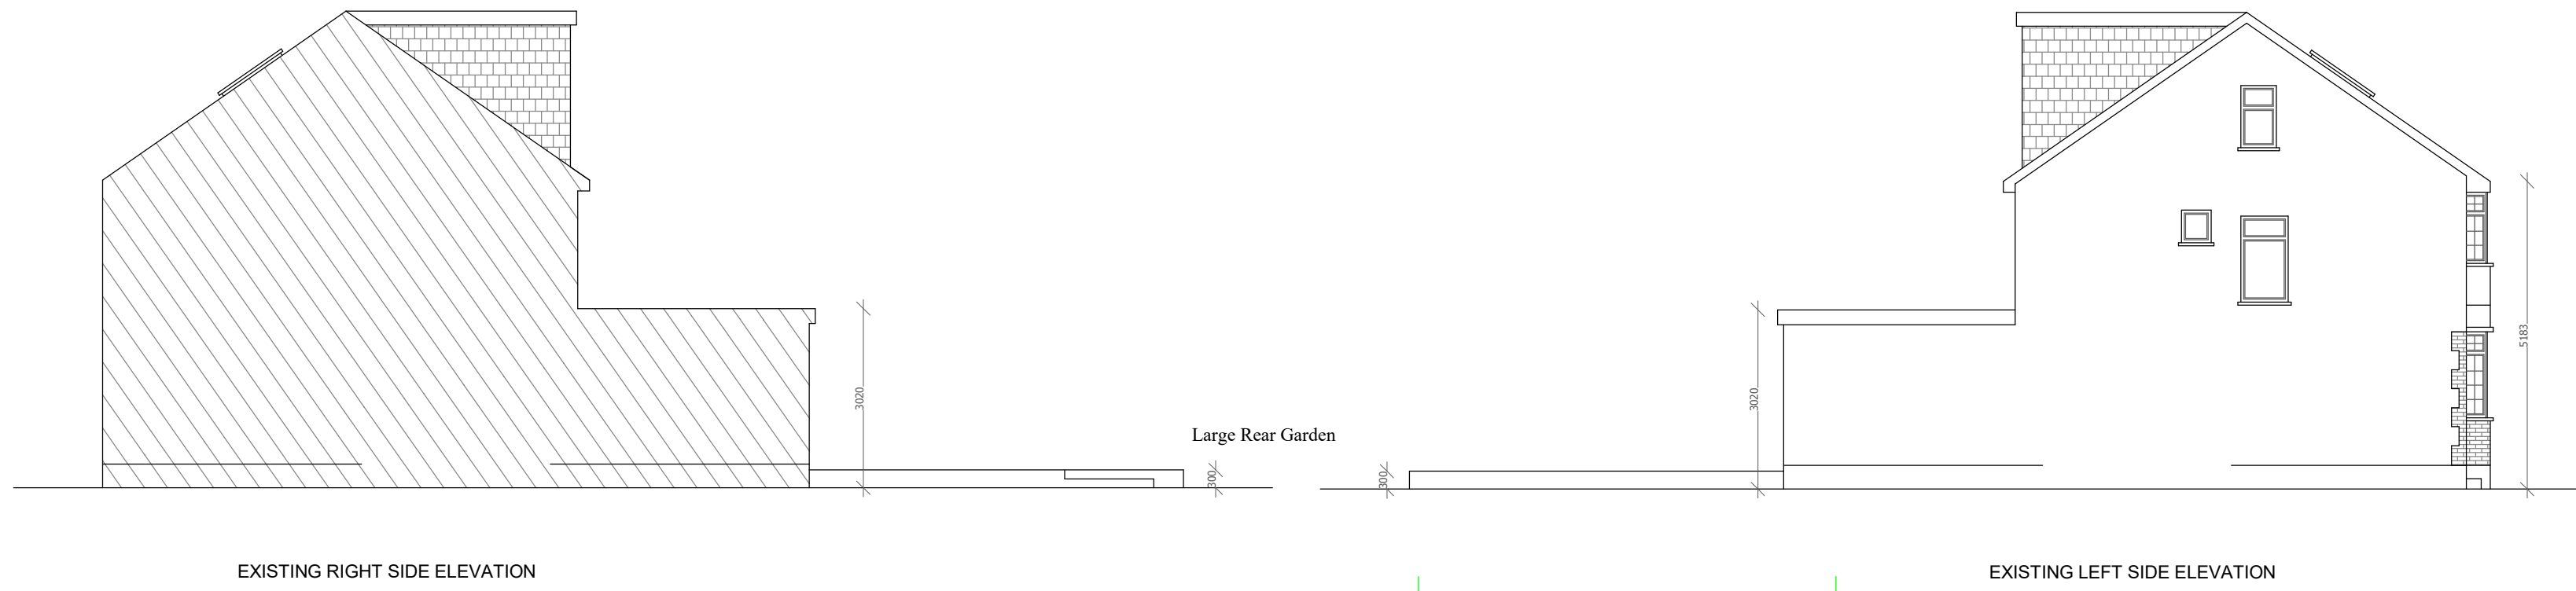 3020
Large Rear Garden
300
EXISTING RIGHT SIDE ELEVATION
5183
3020
300
EXISTING LEFT SIDE ELEVATION